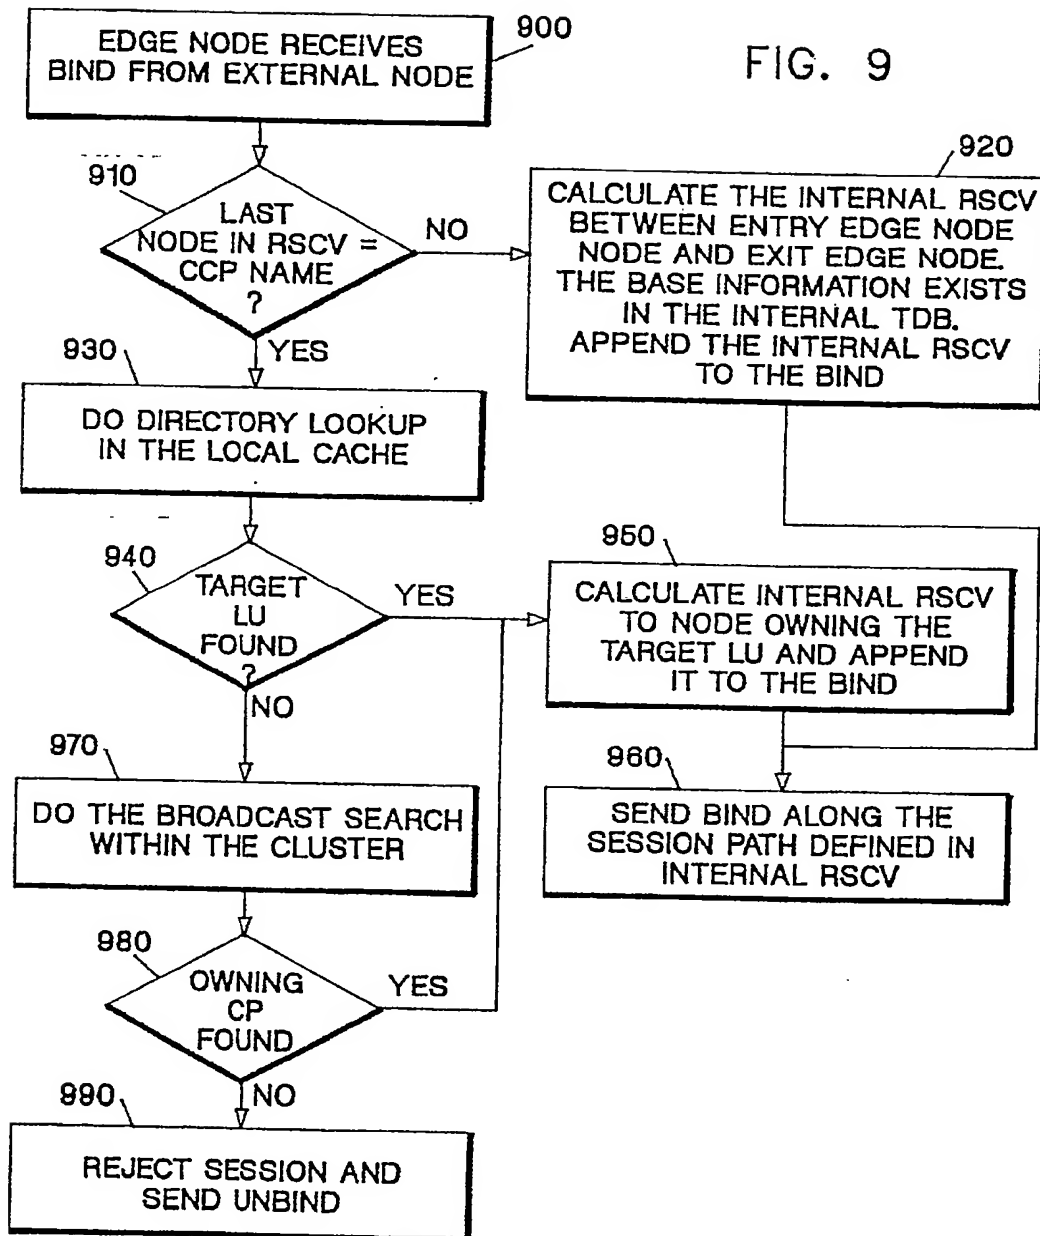 900
EDGE NODE RECEIVES
BIND FROM EXTERNAL NODE
FIG. 9
910
LAST
NODE IN RSCV =
CCP NAME
?
NO
YES
920
CALCULATE THE INTERNAL RSCV
BETWEEN ENTRY EDGE NODE
NODE AND EXIT EDGE NODE.
THE BASE INFORMATION EXISTS
IN THE INTERNAL TDB.
APPEND THE INTERNAL RSCV
TO THE BIND
930
DO DIRECTORY LOOKUP
IN THE LOCAL CACHE
940
TARGET
LU
FOUND
?
YES
NO
950
CALCULATE INTERNAL RSCV
TO NODE OWNING THE
TARGET LU AND APPEND
IT TO THE BIND
960
SEND BIND ALONG THE
SESSION PATH DEFINED IN
INTERNAL RSCV
970
DO THE BROADCAST SEARCH
WITHIN THE CLUSTER
980
OWNING
CP
FOUND
YES
NO
990
REJECT SESSION AND
SEND UNBIND